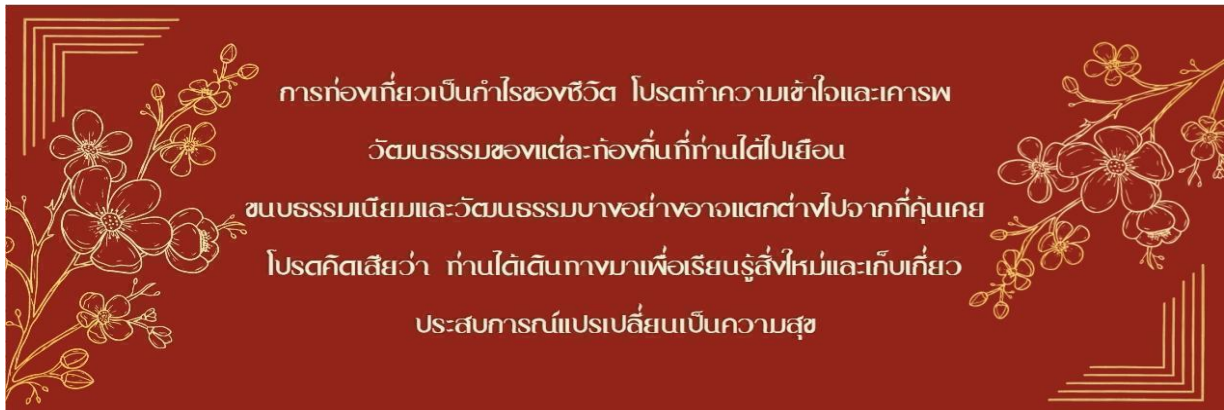 การท่องเที่ยวเป็นกำไรของชีวิต โปรดทำความเข้าใจและเคารพ
วัฒนธรรมของแต่ละท้องถิ่นที่ท่านได้ไปเยือน
ขนบธรรมเนียมและวัฒนธรรมบางอย่างอาจแตกต่างไปจากที่คุ้นเคย
โปรดคิดเสียว่า ท่านได้เดินทางมาเพื่อเรียนรู้สิ่งใหม่และเก็บเกี่ยว
ประสบการณ์แปรเปลี่ยนเป็นความสุข